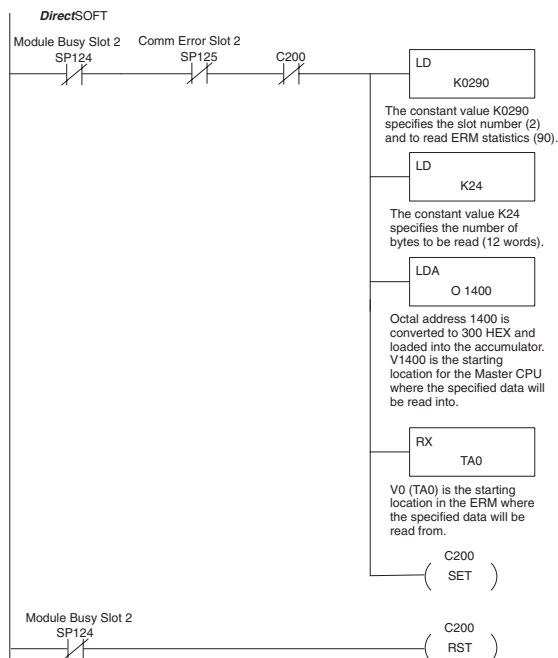 DirectSOFT
Module Busy Slot 2
SP124
Comm Error Slot 2
SP125
C200
LD
K0290
The constant value K0290
specifies the slot number (2)
and to read ERM statistics (90).
LD
K24
The constant value K24
specifies the number of
bytes to be read (12 words).
LDA
O 1400
Octal address 1400 is
converted to 300 HEX and
loaded into the accumulator.
V1400 is the starting
location for the Master CPU
where the specified data will
be read into.
RX
TA0
V0 (TA0) is the starting
location in the ERM where
the specified data will be
read from.
C200
SET
Module Busy Slot 2
SP124
C200
RST